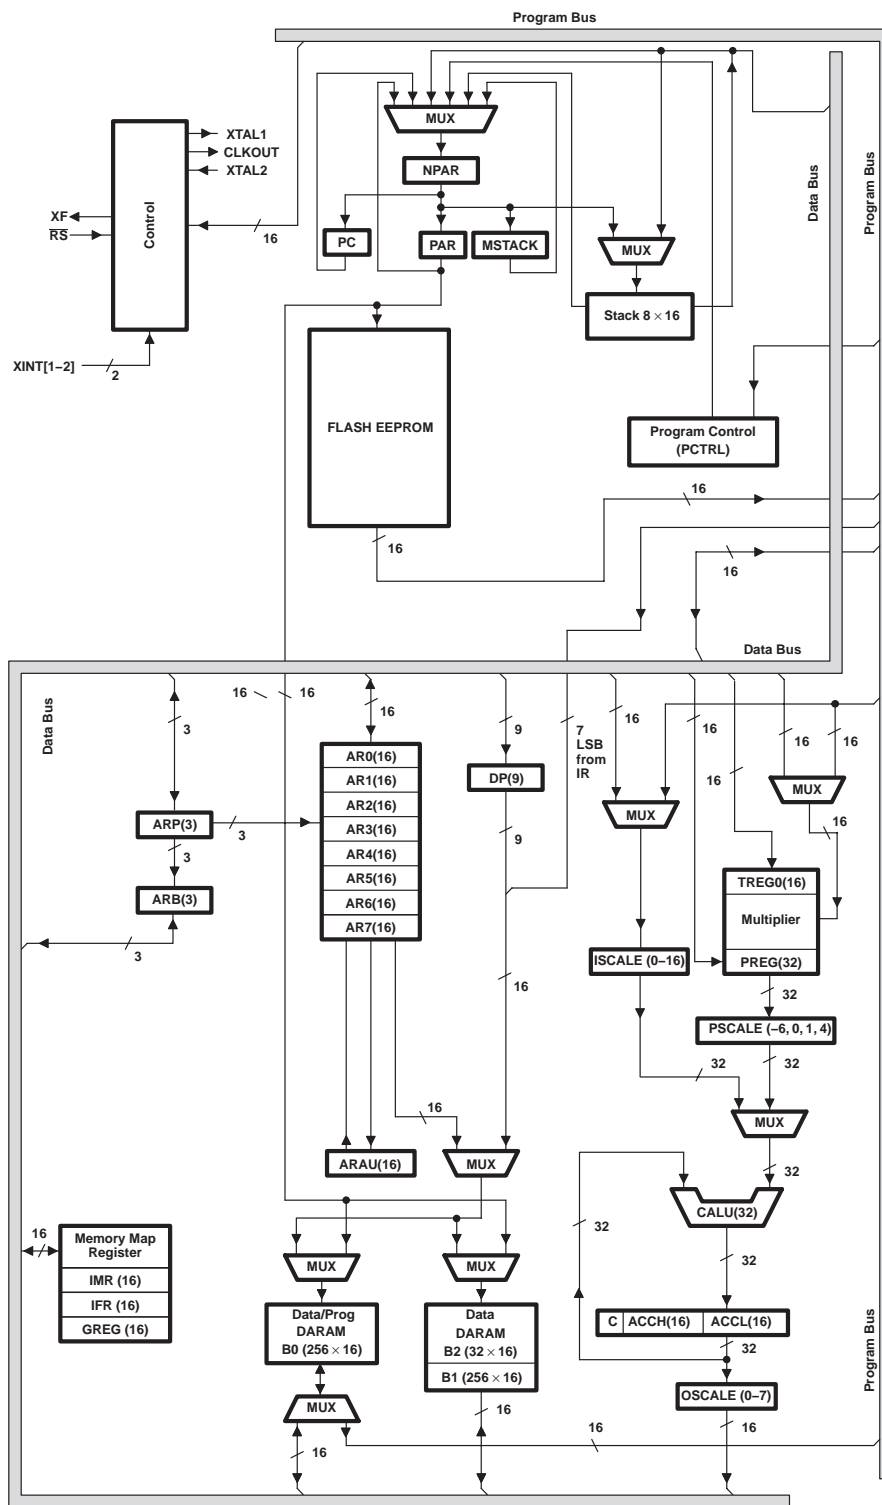 Program Bus
MUX
XTAL1
CLKOUT
XTAL2
Control
NPAR
Data Bus
Program Bus
XF
RS
16
PC
PAR
MSTACK
MUX
Stack 8 × 16
XINT[1–2]
2
FLASH EEPROM
Program Control
(PCTRL)
16
16
16
Data Bus
Data Bus
3
16
16
16
9
7
LSB
from
IR
16
16
16
16
16
AR0(16)
AR1(16)
AR2(16)
AR3(16)
AR4(16)
AR5(16)
AR6(16)
AR7(16)
DP(9)
MUX
MUX
ARP(3)
3
9
16
3
TREG0(16)
ARB(3)
Multiplier
3
ISCALE (0–16)
PREG(32)
16
32
PSCALE (–6, 0, 1, 4)
32
32
16
MUX
ARAU(16)
MUX
32
CALU(32)
32
16
Memory Map
Register
IMR (16)
IFR (16)
GREG (16)
MUX
MUX
32
Data/Prog
DARAM
B0 (256 × 16)
Data
DARAM
B2 (32 × 16)
B1 (256 × 16)
C
ACCH(16)
ACCL(16)
32
Program Bus
OSCALE (0–7)
MUX
16
16
16
16